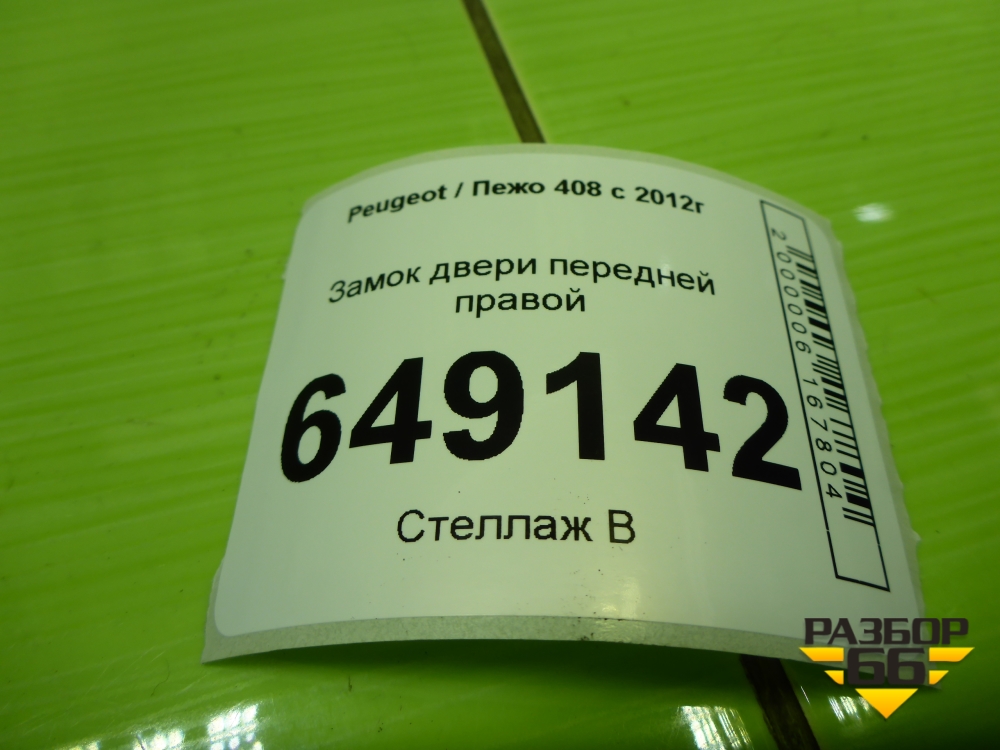 Peugeot / Пежо 408 с 2012г
Замок двери передней
правой
649142
Стеллаж В
2000006167804
РАЗБОР
66